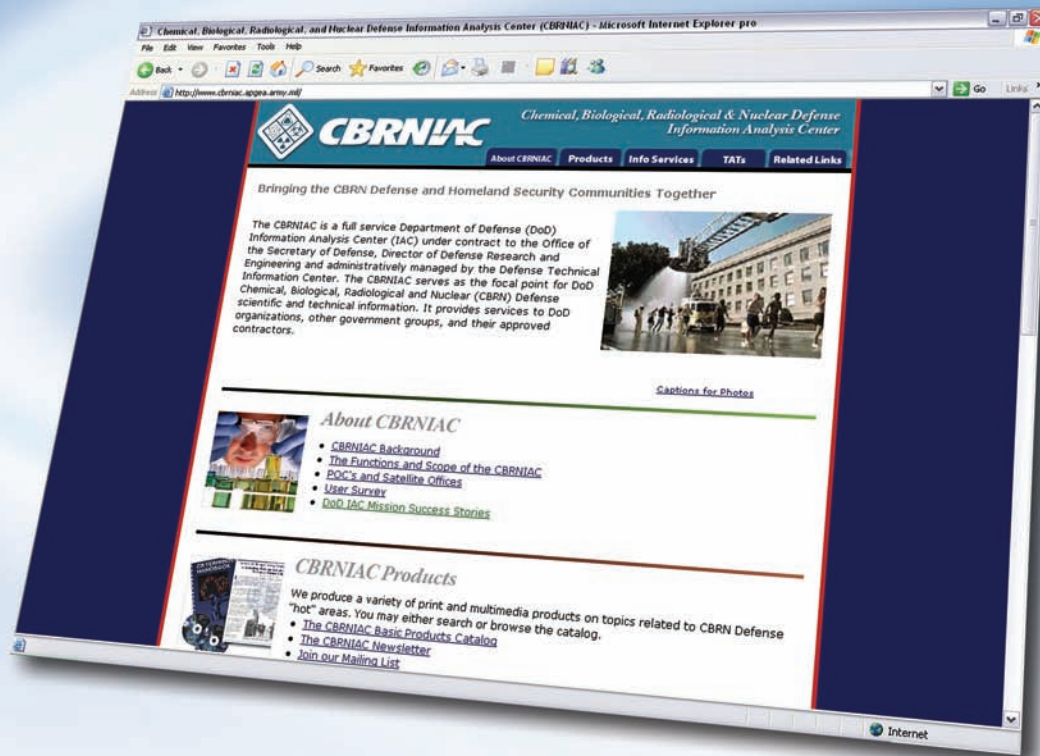 Chemical, Biological, Radiological, and Nuclear Defense Information Analysis Center (CBRNIAC) - Microsoft Internet Explorer pro
File Edit View Favorites Tools Help
Back Search Favorites
Address http://www.cbrniac.apgea.army.mil/ Go Links
CBRNIAC
Chemical, Biological, Radiological & Nuclear Defense
Information Analysis Center
About CBRNIAC Products Info Services TATs Related Links
Bringing the CBRN Defense and Homeland Security Communities Together
The CBRNIAC is a full service Department of Defense (DoD)
Information Analysis Center (IAC) under contract to the Office of
the Secretary of Defense, Director of Defense Research and
Engineering and administratively managed by the Defense Technical
Information Center. The CBRNIAC serves as the focal point for DoD
Chemical, Biological, Radiological and Nuclear (CBRN) Defense
scientific and technical information. It provides services to DoD
organizations, other government groups, and their approved
contractors.
Captions for Photos
About CBRNIAC
• CBRNIAC Background
• The Functions and Scope of the CBRNIAC
• POC's and Satellite Offices
• User Survey
• DoD IAC Mission Success Stories
CBRNIAC Products
We produce a variety of print and multimedia products on topics related to CBRN Defense
"hot" areas. You may either search or browse the catalog.
• The CBRNIAC Basic Products Catalog
• The CBRNIAC Newsletter
• Join our Mailing List
Internet